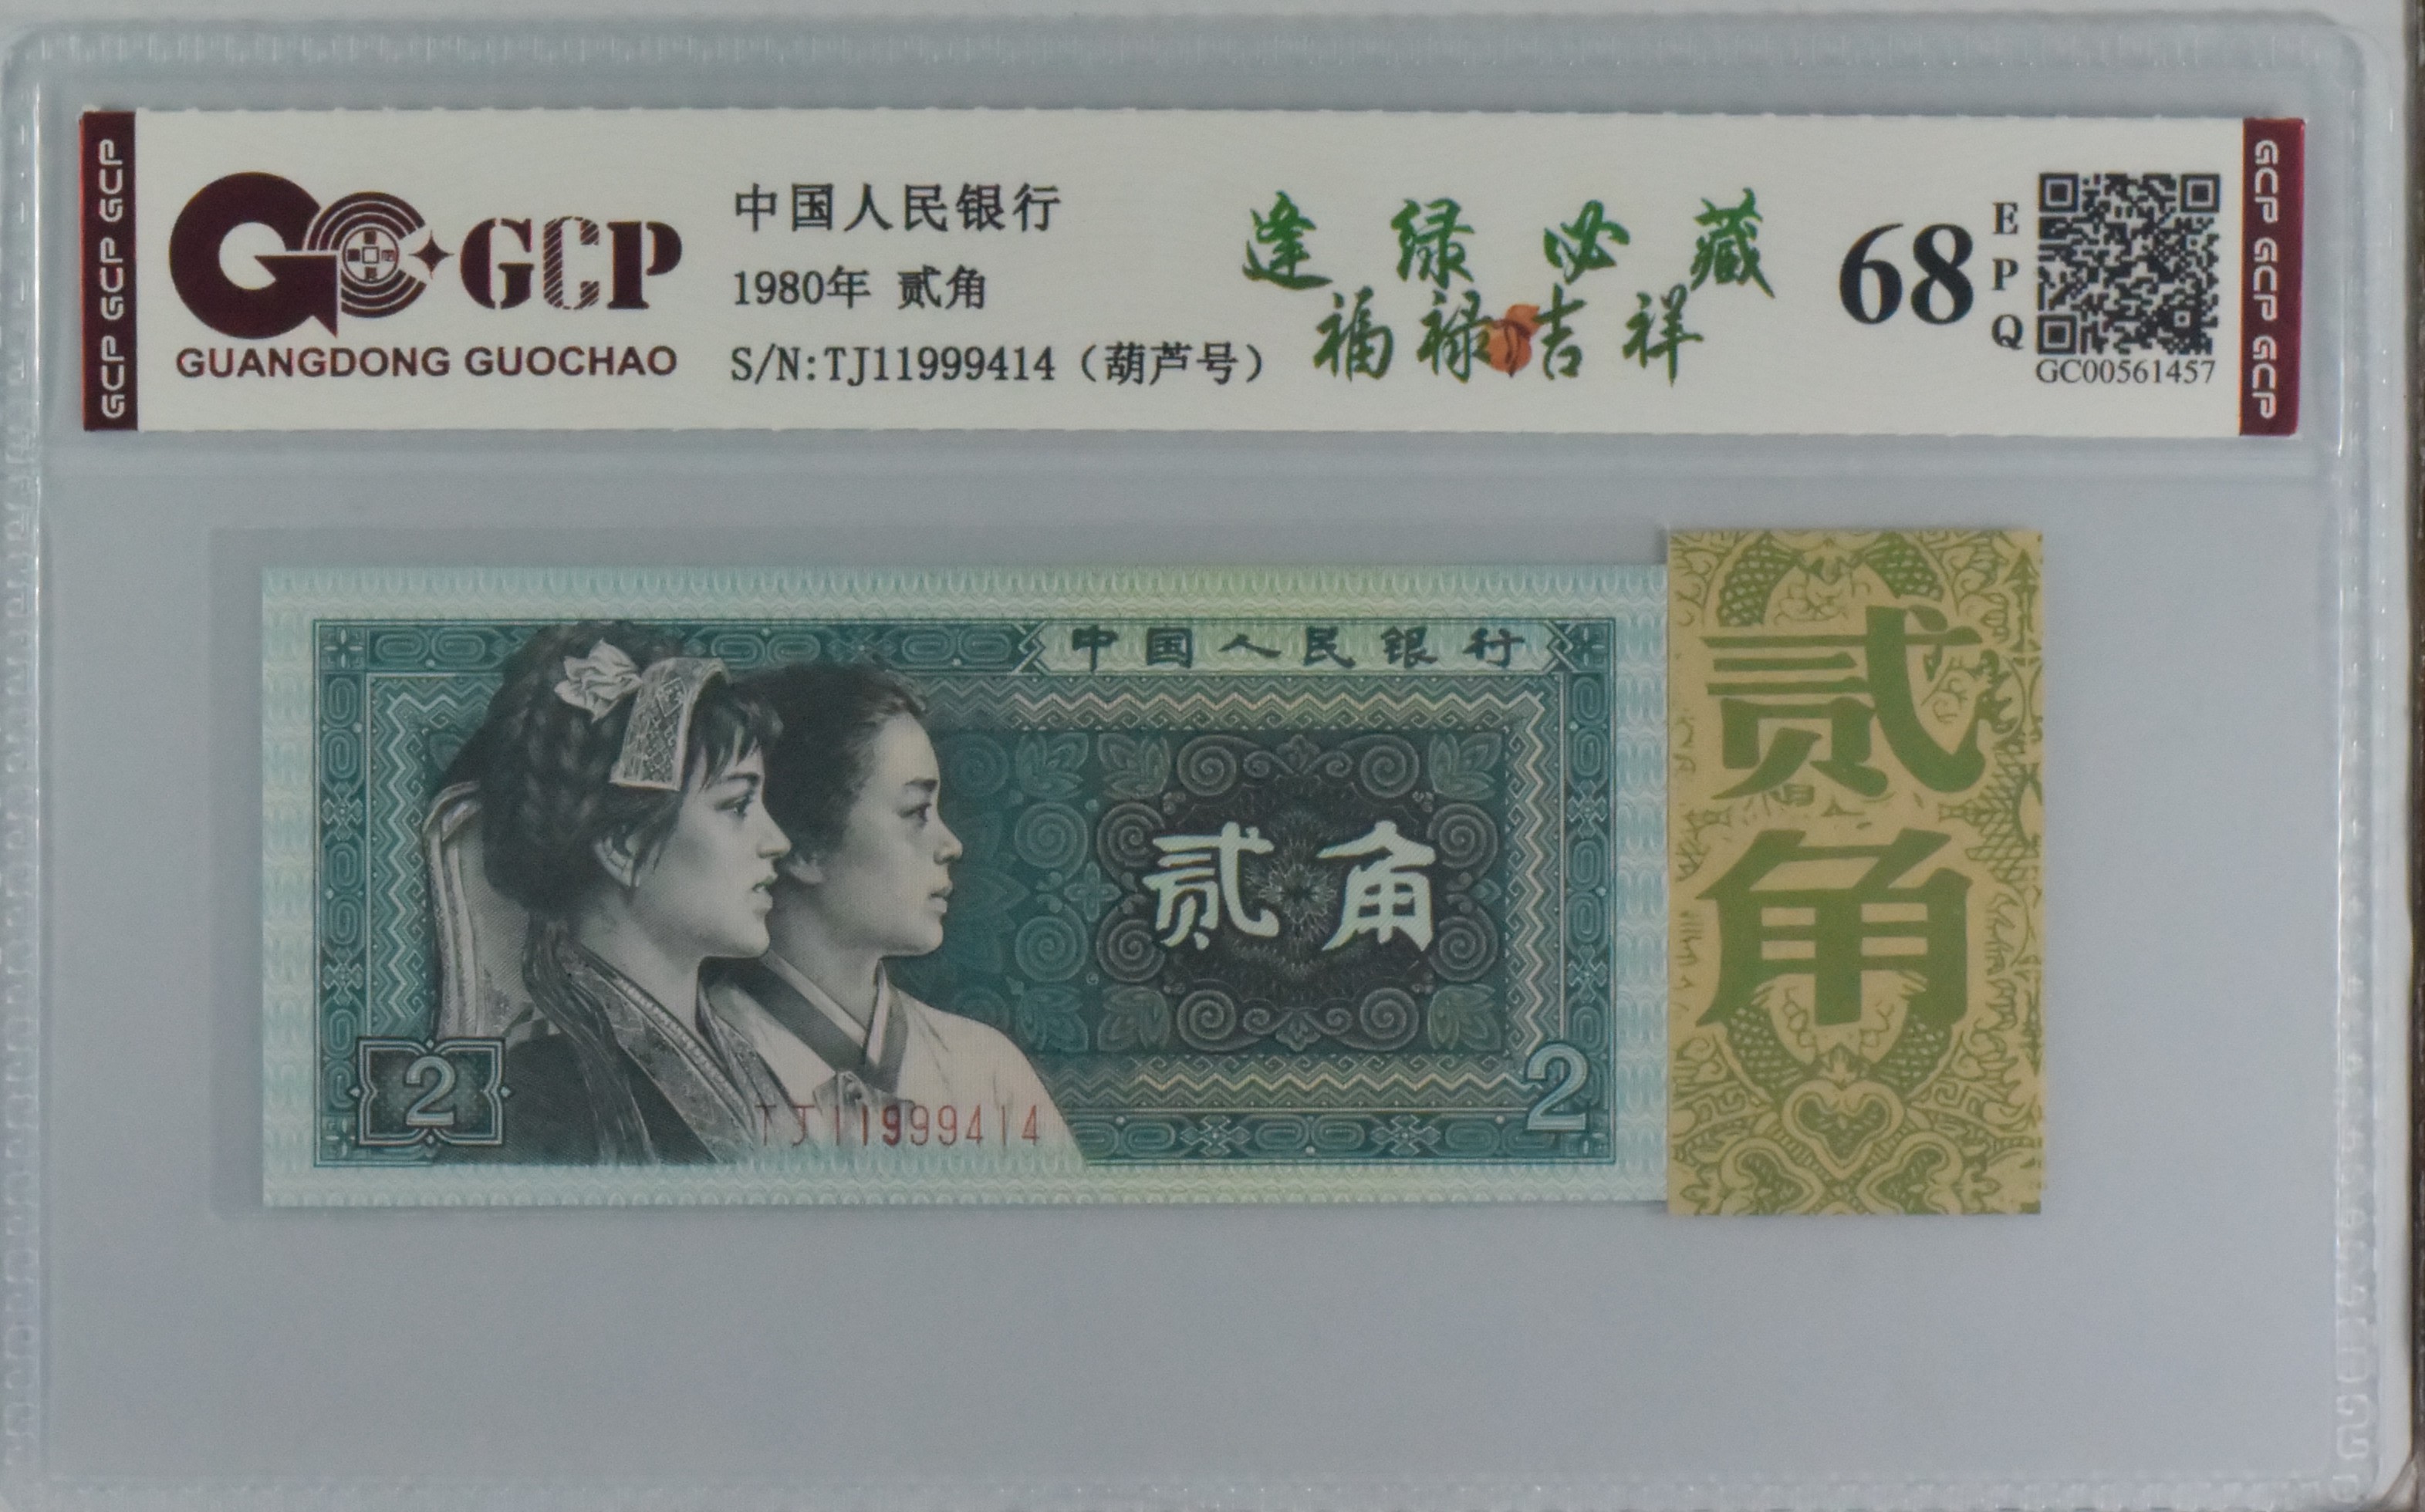 GCP GCP GCP
GCP
GUANGDONG GUOCHAO
中国人民银行
1980年 贰角
S/N:TJ11999414（葫芦号）
逢绿必藏
福禄吉祥
68
EPQ
GC00561457
GCP GCP GCP
中国人民银行
贰角
2
TJ11999414
2
贰角